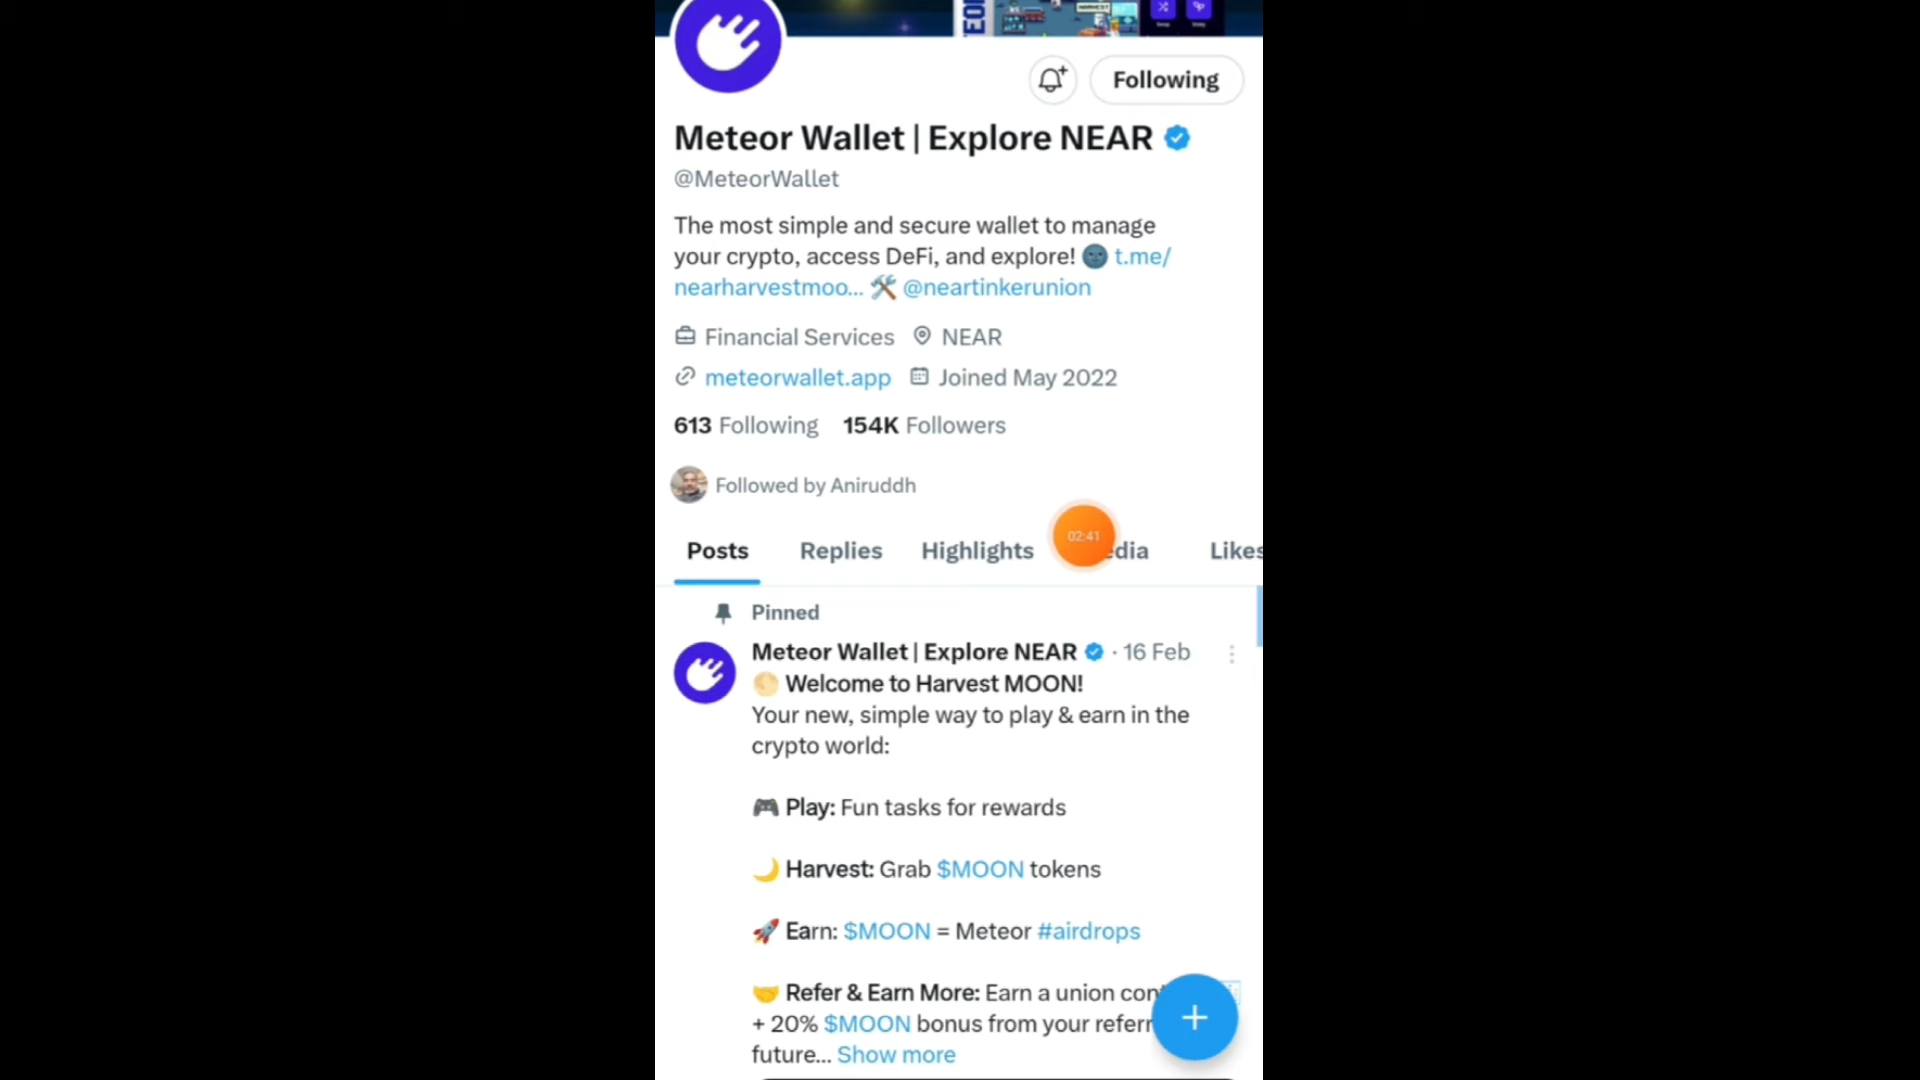 HARVEST
Following
Meteor Wallet | Explore NEAR
@MeteorWallet
The most simple and secure wallet to manage
your crypto, access DeFi, and explore! 🌚 t.me/
nearharvestmoo... 🛠️ @neartinkerunion
Financial Services NEAR
meteorwallet.app Joined May 2022
613 Following 154K Followers
Followed by Aniruddh
Posts Replies Highlights 02:41 dia Likes
Pinned
Meteor Wallet | Explore NEAR · 16 Feb
🌕 Welcome to Harvest MOON!
Your new, simple way to play & earn in the
crypto world:
🎮 Play: Fun tasks for rewards
🌙 Harvest: Grab $MOON tokens
🚀 Earn: $MOON = Meteor #airdrops
🤝 Refer & Earn More: Earn a union con
+ 20% $MOON bonus from your referr
future... Show more